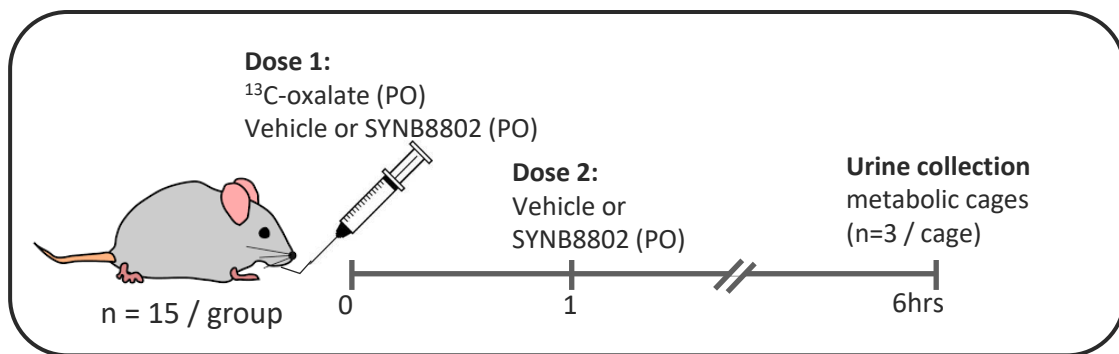 Dose 1:
¹³C-oxalate (PO)
Vehicle or SYNB8802 (PO)
Dose 2:
Vehicle or
SYNB8802 (PO)
Urine collection
metabolic cages
(n=3 / cage)
n = 15 / group
0
1
6hrs